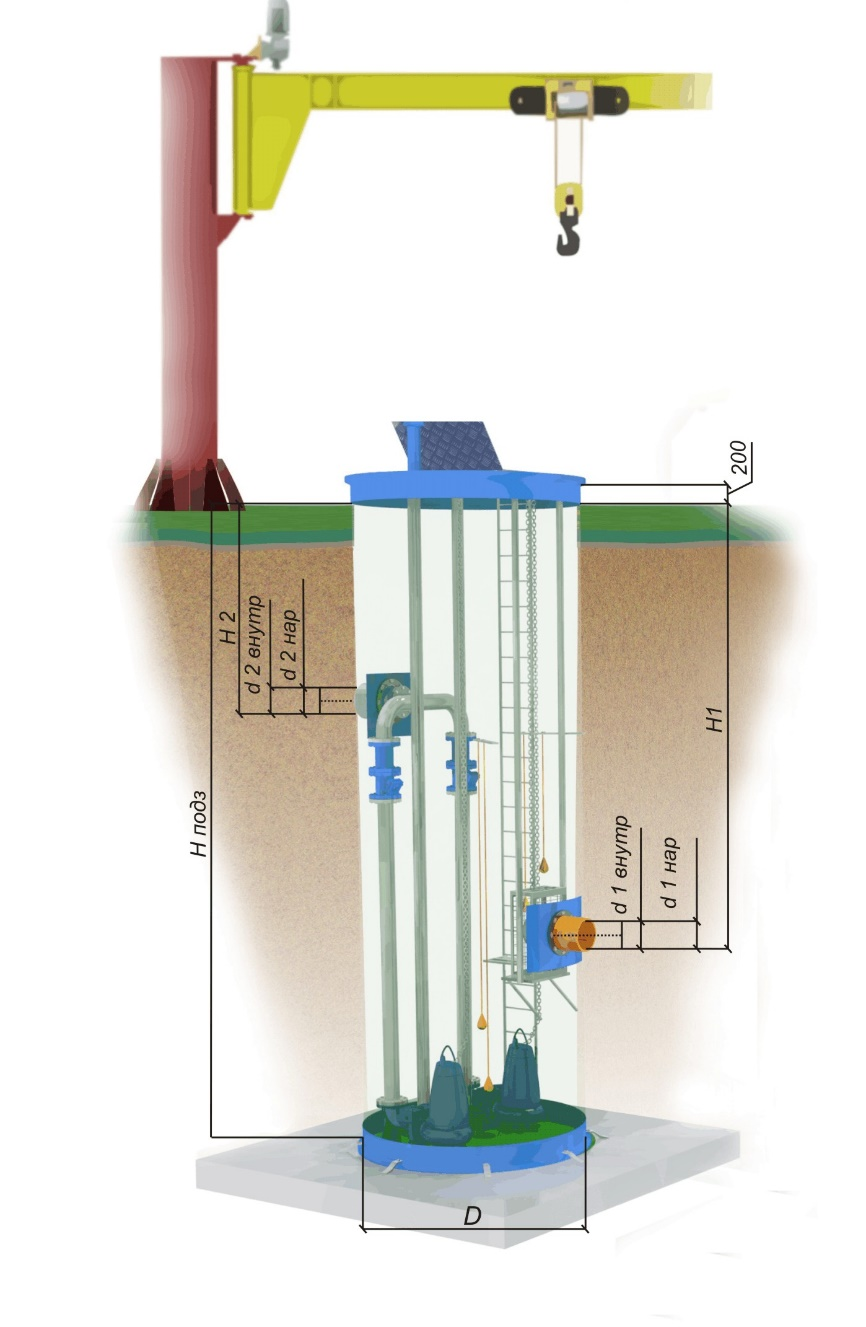 200
H 2
d 2 внутр
d 2 нар
H1
H подз
d 1 внутр
d 1 нар
D